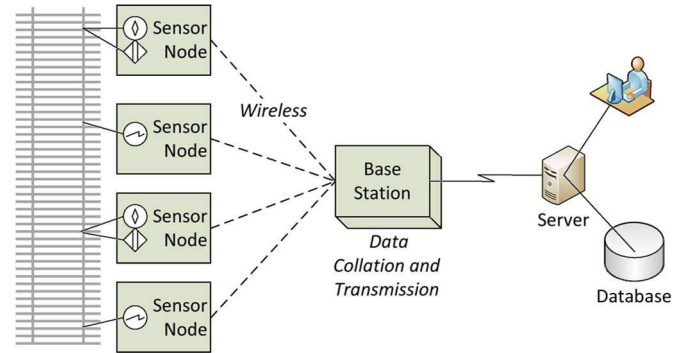 Sensor
Node
Wireless
Sensor
Node
Base
Station
Sensor
Node
Server
Data
Collation and
Transmission
Sensor
Node
Database